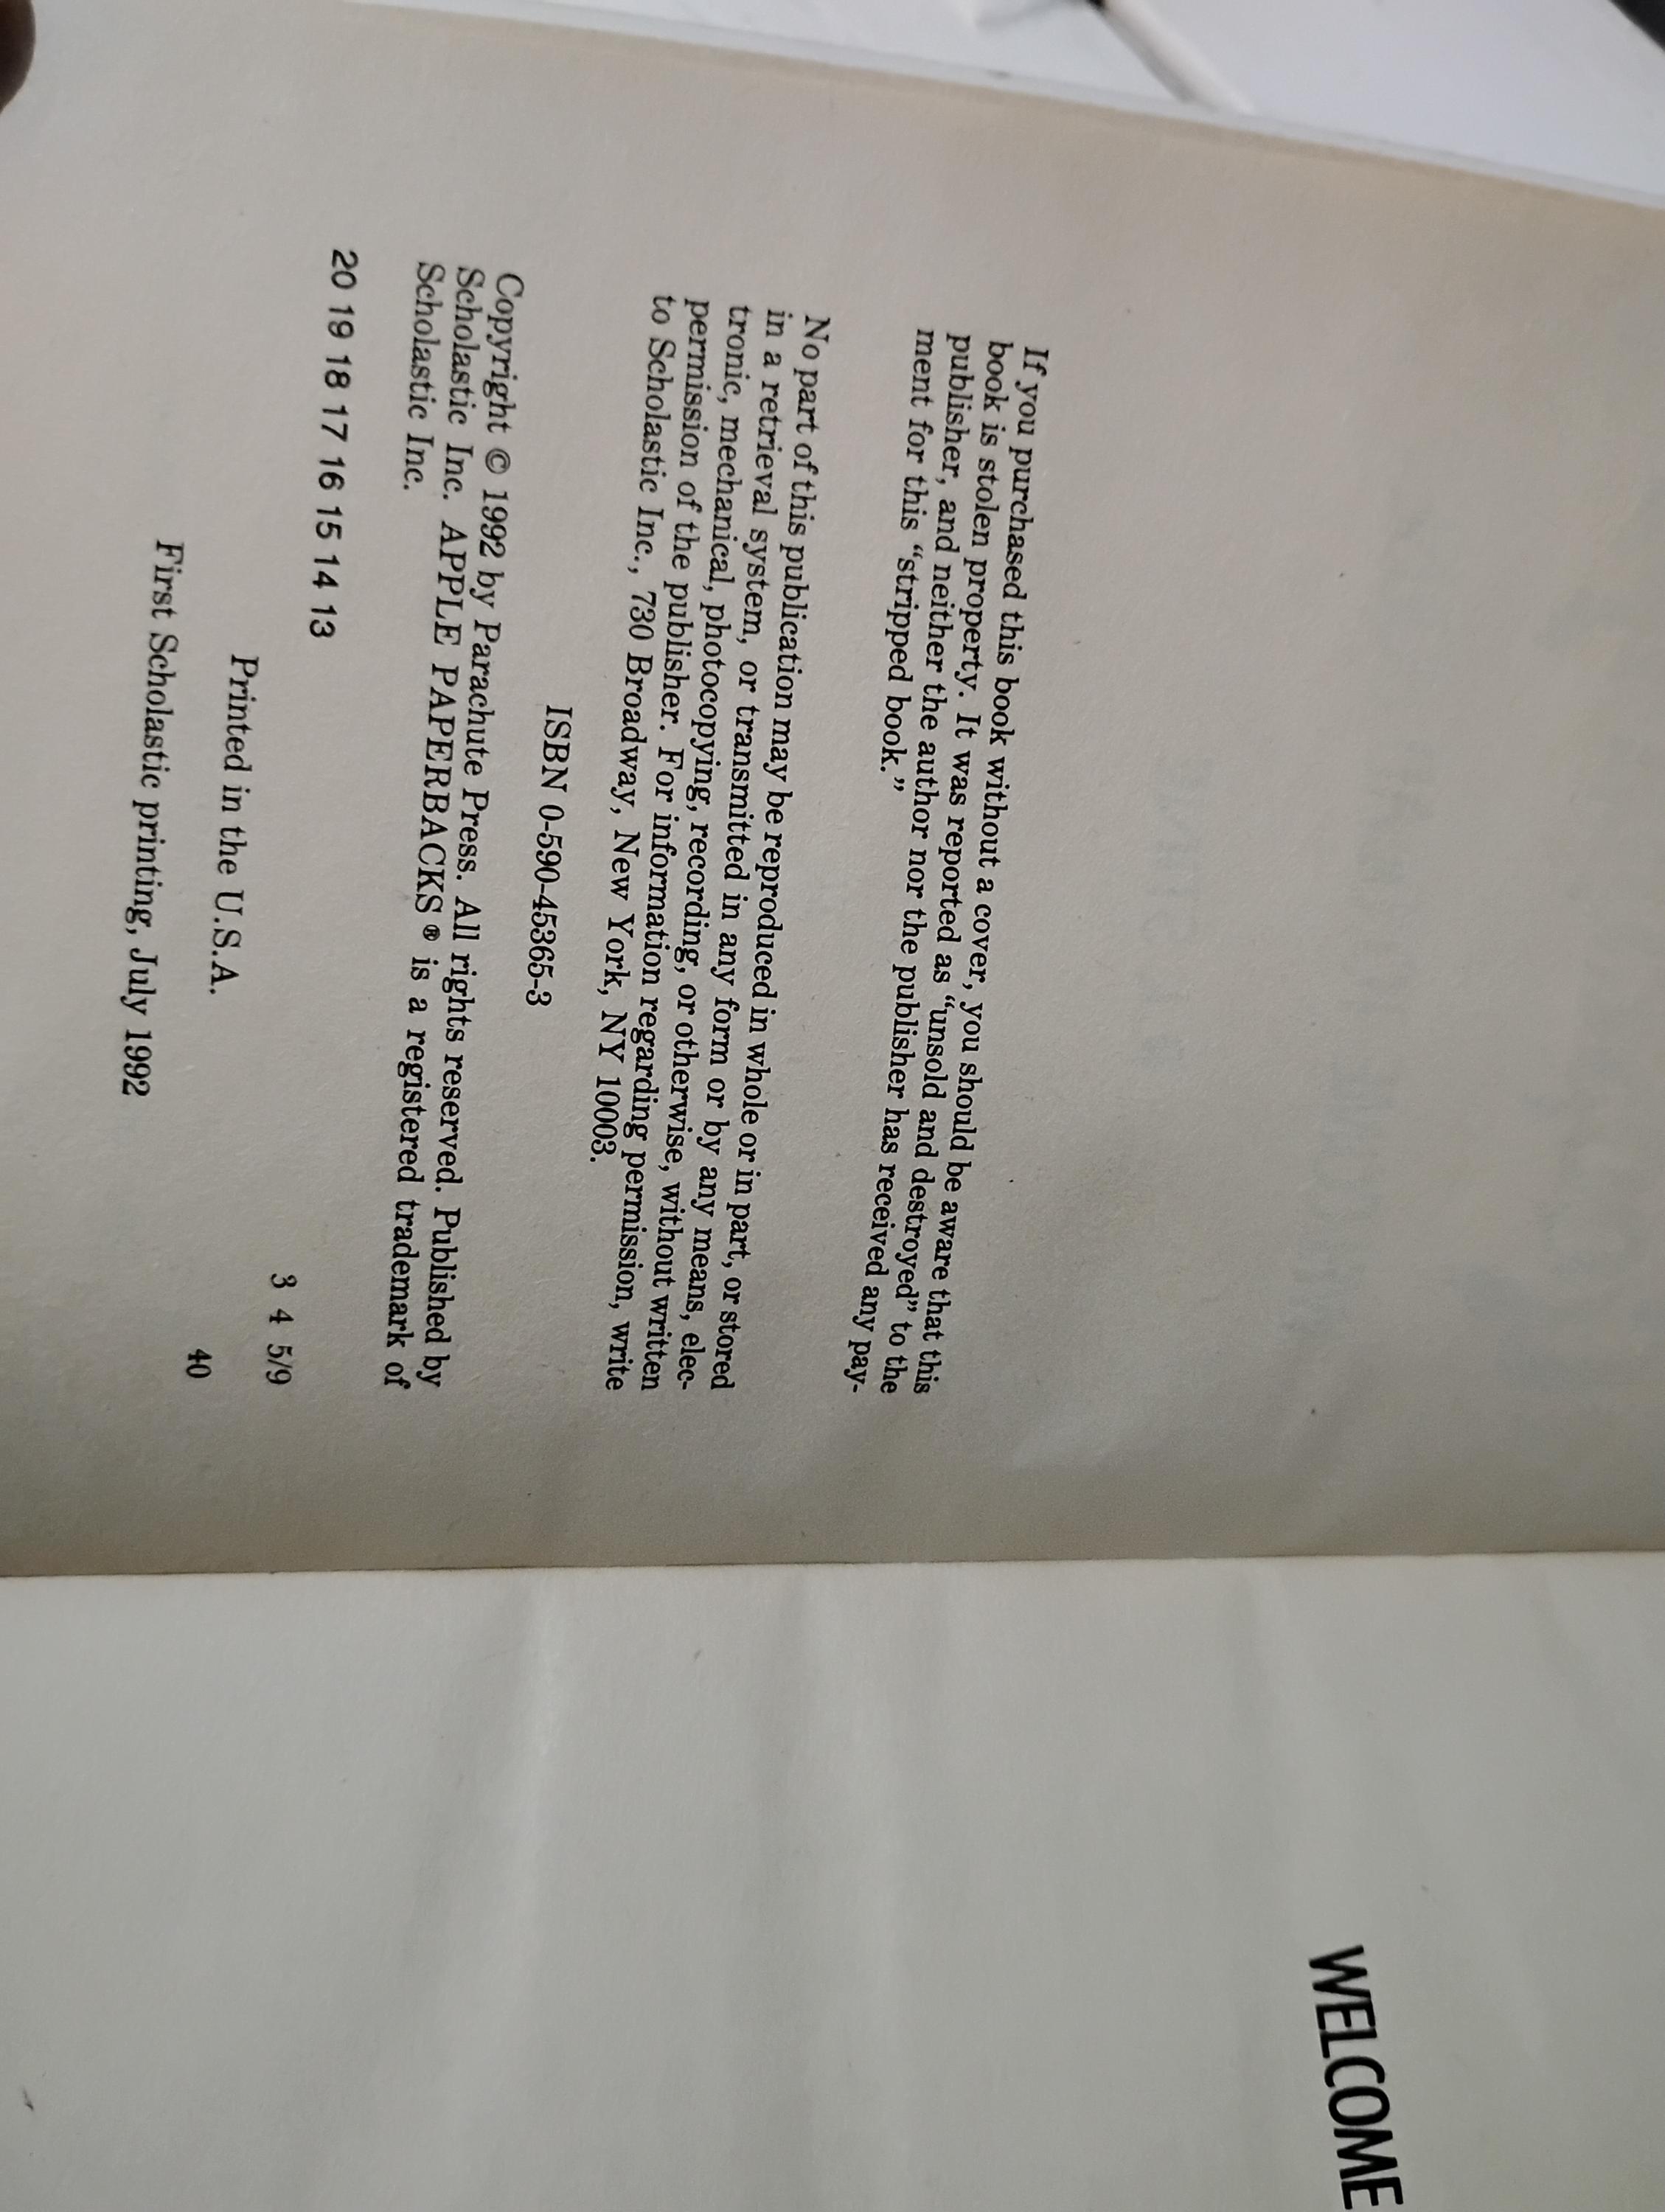 If you purchased this book without a cover, you should be aware that this
book is stolen property. It was reported as “unsold and destroyed” to the
publisher, and neither the author nor the publisher has received any pay-
ment for this “stripped book.”
No part of this publication may be reproduced in whole or in part, or stored
in a retrieval system, or transmitted in any form or by any means, elec-
tronic, mechanical, photocopying, recording, or otherwise, without written
permission of the publisher. For information regarding permission, write
to Scholastic Inc., 730 Broadway, New York, NY 10003.
ISBN 0-590-45365-3
Copyright © 1992 by Parachute Press. All rights reserved. Published by
Scholastic Inc. APPLE PAPERBACKS ® is a registered trademark of
Scholastic Inc.
20 19 18 17 16 15 14 13
3 4 5/9
Printed in the U.S.A.
40
First Scholastic printing, July 1992
WELCOME